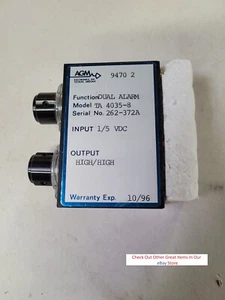 AGM
9470 2
Function DUAL ALARM
Model TA 4035-8
Serial No. 262-372A
INPUT 1/5 VDC
OUTPUT
HIGH/HIGH
Warranty Exp. 10/96
Check Out Other Great Items In Our
eBay Store